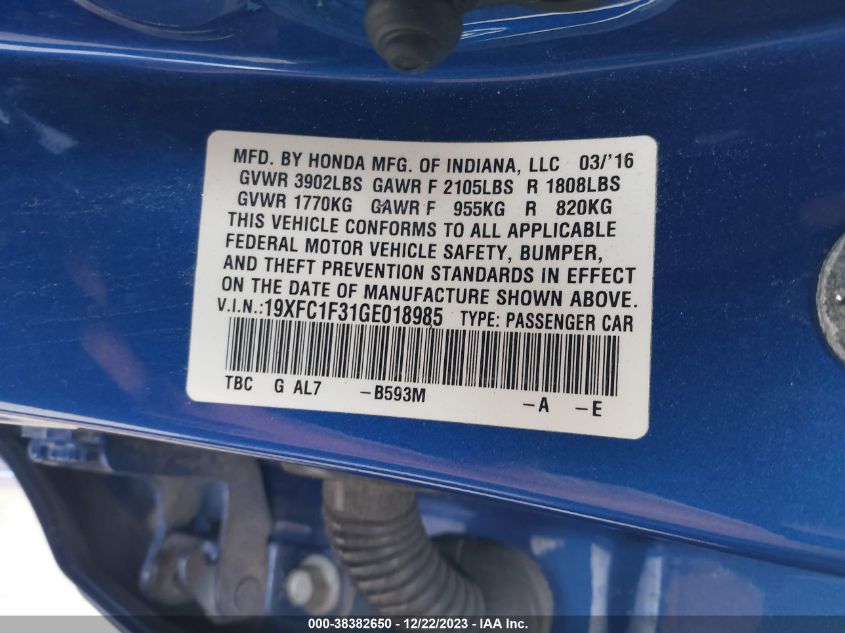 MFD. BY HONDA MFG. OF INDIANA, LLC 03/'16
GVWR 3902LBS GAWR F 2105LBS R 1808LBS
GVWR 1770KG GAWR F 955KG R 820KG
THIS VEHICLE CONFORMS TO ALL APPLICABLE
FEDERAL MOTOR VEHICLE SAFETY, BUMPER,
AND THEFT PREVENTION STANDARDS IN EFFECT
ON THE DATE OF MANUFACTURE SHOWN ABOVE.
V.I.N.:19XFC1F31GE018985 TYPE: PASSENGER CAR
TBC G AL7 -B593M -A -E
000-38382650 - 12/22/2023 - IAA Inc.